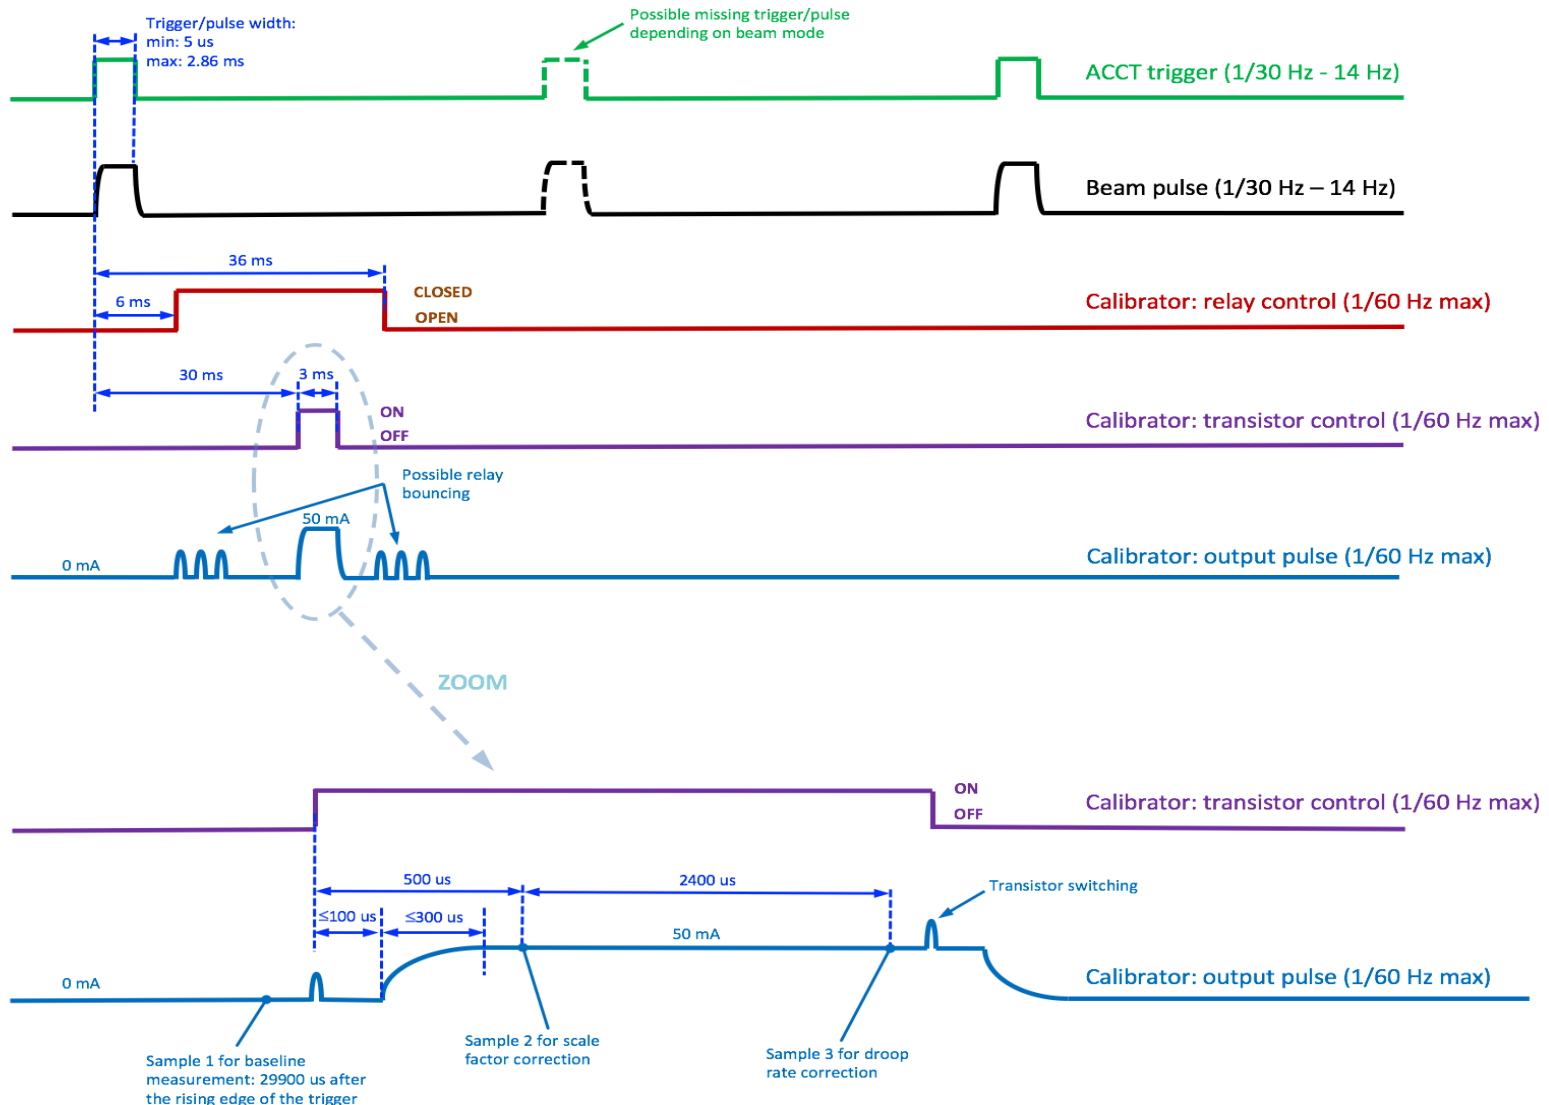 Trigger/pulse width:
min: 5 us
max: 2.86 ms
Possible missing trigger/pulse
depending on beam mode
ACCT trigger (1/30 Hz - 14 Hz)
Beam pulse (1/30 Hz – 14 Hz)
36 ms
6 ms
CLOSED
OPEN
Calibrator: relay control (1/60 Hz max)
30 ms
3 ms
ON
OFF
Calibrator: transistor control (1/60 Hz max)
Possible relay
bouncing
50 mA
0 mA
Calibrator: output pulse (1/60 Hz max)
ZOOM
ON
OFF
Calibrator: transistor control (1/60 Hz max)
500 us
2400 us
Transistor switching
≤100 us
≤300 us
50 mA
0 mA
Calibrator: output pulse (1/60 Hz max)
Sample 1 for baseline
measurement: 29900 us after
the rising edge of the trigger
Sample 2 for scale
factor correction
Sample 3 for droop
rate correction